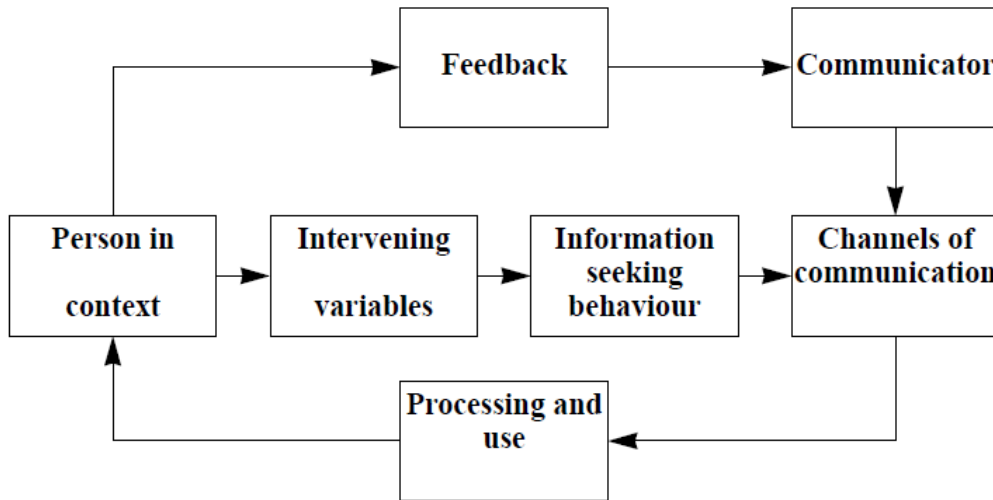 Feedback
Communicator
Person in
context
Intervening
variables
Information
seeking
behaviour
Channels of
communication
Processing and
use